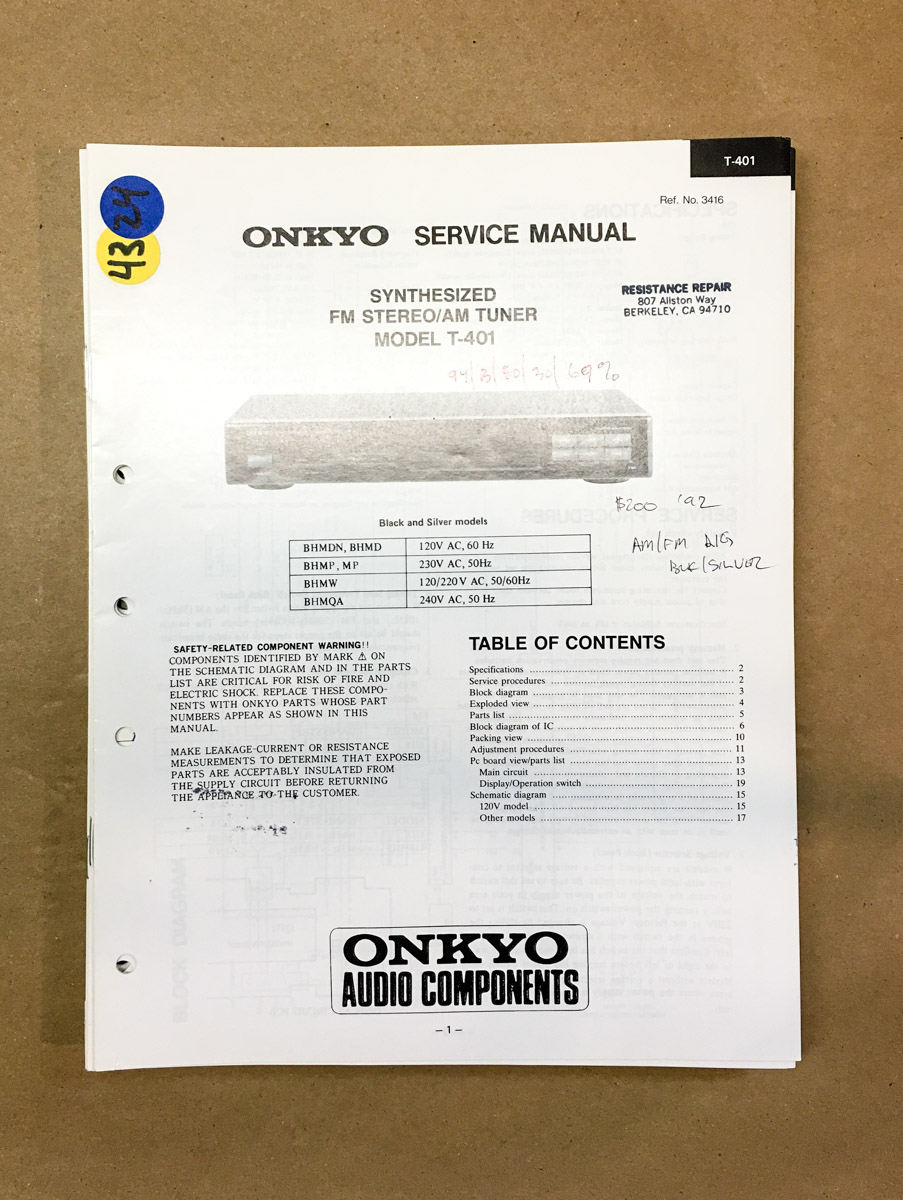 T-401
Ref. No. 3416
24
43
ONKYO SERVICE MANUAL
SYNTHESIZED
FM STEREO/AM TUNER
MODEL T-401
RESISTANCE REPAIR
807 Allston Way
BERKELEY, CA 94710
69%
$200 '92
AM/FM DIG
BLK/SILVER
Black and Silver models
BHMDN, BHMD 120V AC, 60 Hz
BHMP, MP 230V AC, 50Hz
BHMW 120/220V AC, 50/60Hz
BHMQA 240V AC, 50 Hz
SAFETY-RELATED COMPONENT WARNING!!
COMPONENTS IDENTIFIED BY MARK ⚠ ON
THE SCHEMATIC DIAGRAM AND IN THE PARTS
LIST ARE CRITICAL FOR RISK OF FIRE AND
ELECTRIC SHOCK. REPLACE THESE COMPO-
NENTS WITH ONKYO PARTS WHOSE PART
NUMBERS APPEAR AS SHOWN IN THIS
MANUAL.
MAKE LEAKAGE-CURRENT OR RESISTANCE
MEASUREMENTS TO DETERMINE THAT EXPOSED
PARTS ARE ACCEPTABLY INSULATED FROM
THE SUPPLY CIRCUIT BEFORE RETURNING
THE APPLIANCE TO THE CUSTOMER.
TABLE OF CONTENTS
Specifications ........ 2
Service procedures ........ 2
Block diagram ........ 3
Exploded view ........ 4
Parts list ........ 5
Block diagram of IC ........ 6
Packing view ........ 10
Adjustment procedures ........ 11
Pc board view/parts list ........ 13
Main circuit ........ 13
Display/Operation switch ........ 19
Schematic diagram ........ 15
120V model ........ 15
Other models ........ 17
ONKYO
AUDIO COMPONENTS
– 1 –